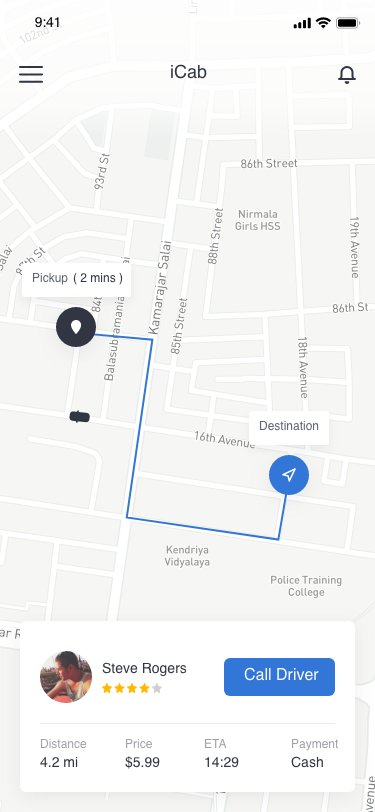 9:41
102nd
iCab
86th Street
93rd St
Nirmala
Girls HSS
88th Street
19th Avenue
Kamarajar Salai
Pickup ( 2 mins )
86th St
85th Street
Balasubramania
18th Avenue
Destination
16th Avenue
Kendriya
Vidyalaya
Police Training
College
Steve Rogers
Call Driver
Distance Price ETA Payment
4.2 mi $5.99 14:29 Cash